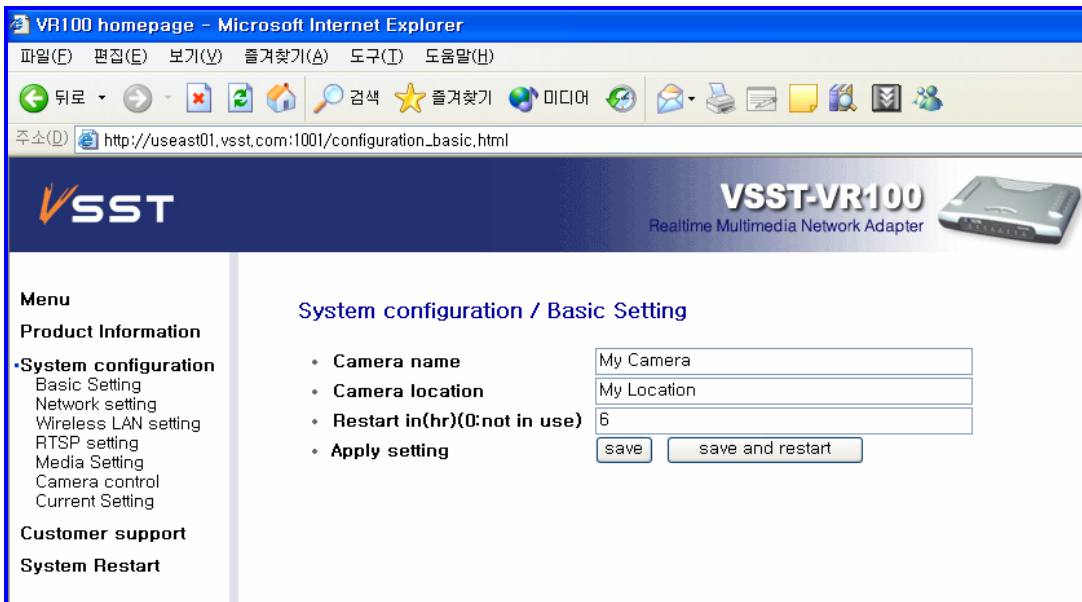 VR100 homepage - Microsoft Internet Explorer
파일(F) 편집(E) 보기(V) 즐겨찾기(A) 도구(T) 도움말(H)
뒤로 검색 즐겨찾기 미디어
주소(D) http://useast01.vsst.com:1001/configuration_basic.html
VSST
VSST-VR100
Realtime Multimedia Network Adapter
Menu
Product Information
System configuration
Basic Setting
Network setting
Wireless LAN setting
RTSP setting
Media Setting
Camera control
Current Setting
Customer support
System Restart
System configuration / Basic Setting
Camera name My Camera
Camera location My Location
Restart in(hr)(0:not in use) 6
Apply setting save save and restart